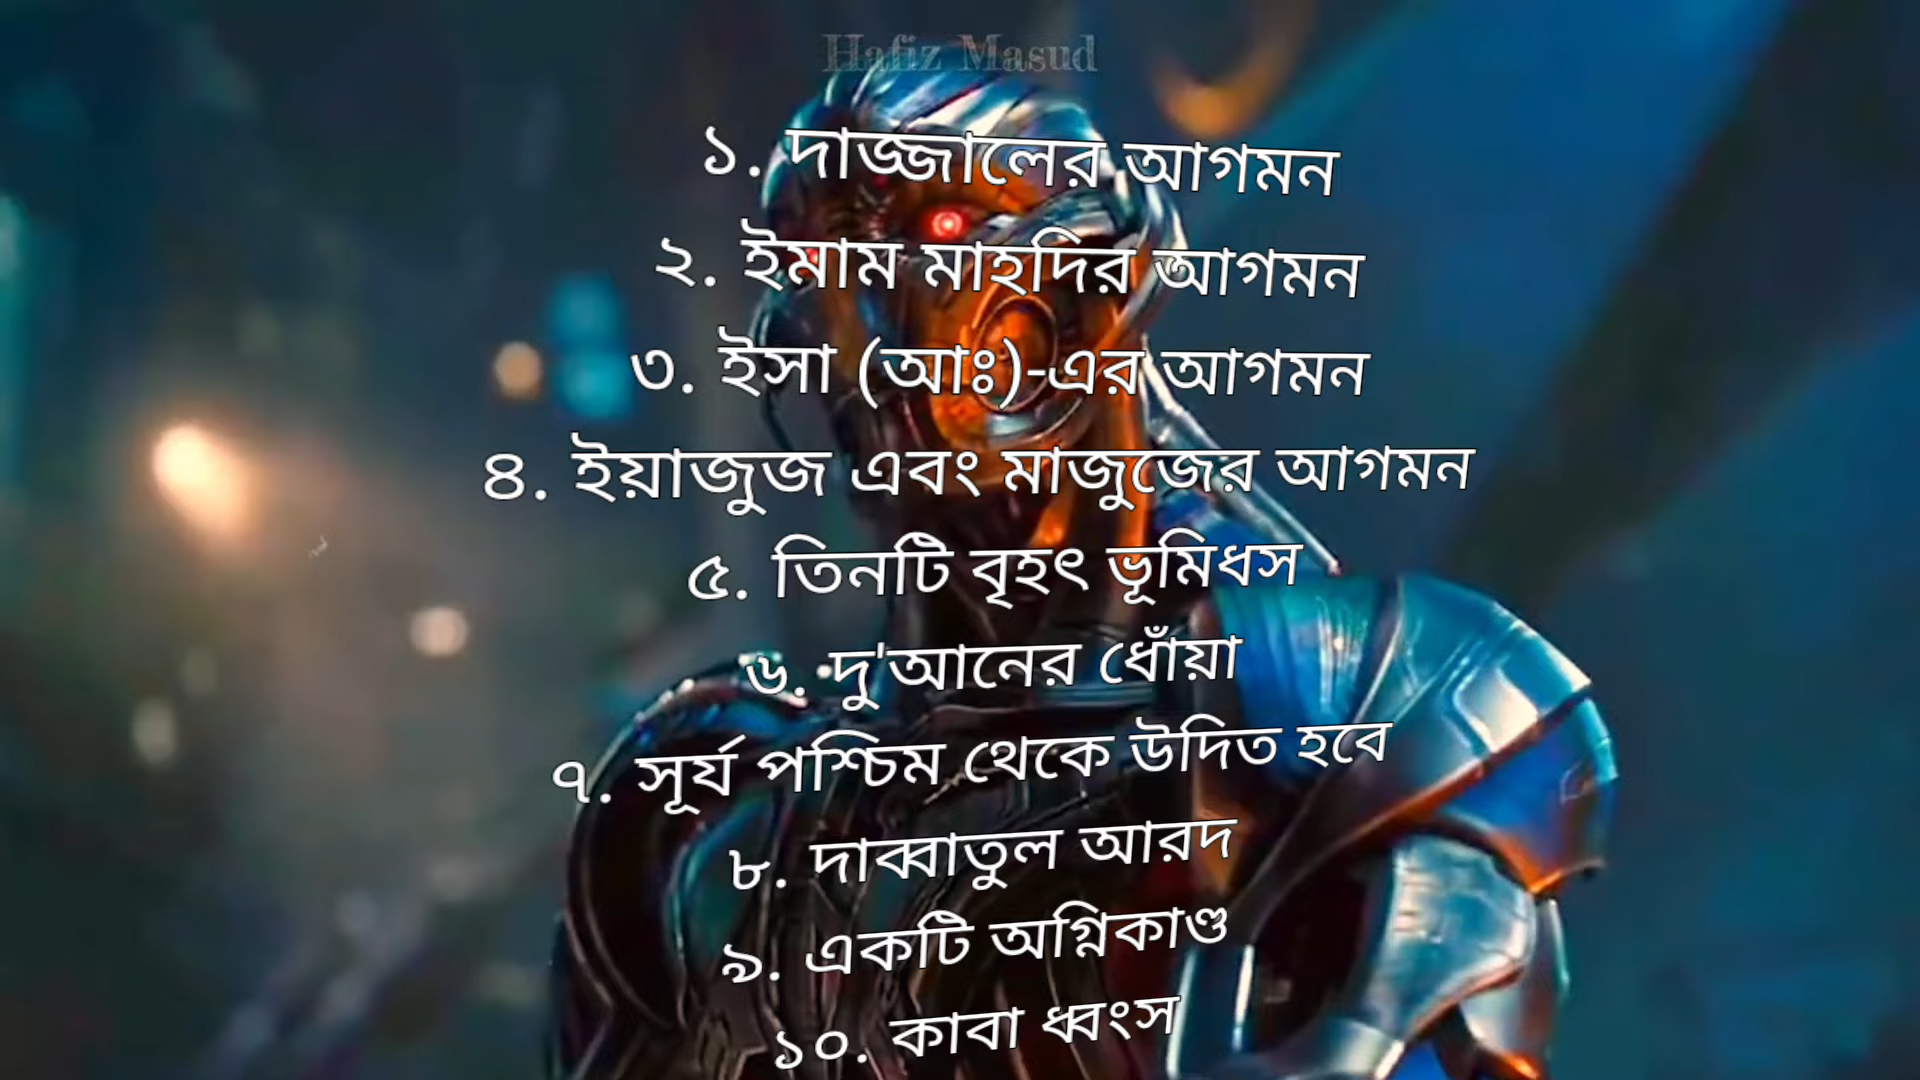 Hafiz Masud
১. দাজ্জালের আগমন
২. ইমাম মাহদির আগমন
৩. ইসা (আঃ)-এর আগমন
৪. ইয়াজুজ এবং মাজুজের আগমন
৫. তিনটি বৃহৎ ভূমিধস
৬. দু'আনের ধোঁয়া
৭. সূর্য পশ্চিম থেকে উদিত হবে
৮. দাব্বাতুল আরদ
৯. একটি অগ্নিকাণ্ড
১০. কাবা ধ্বংস